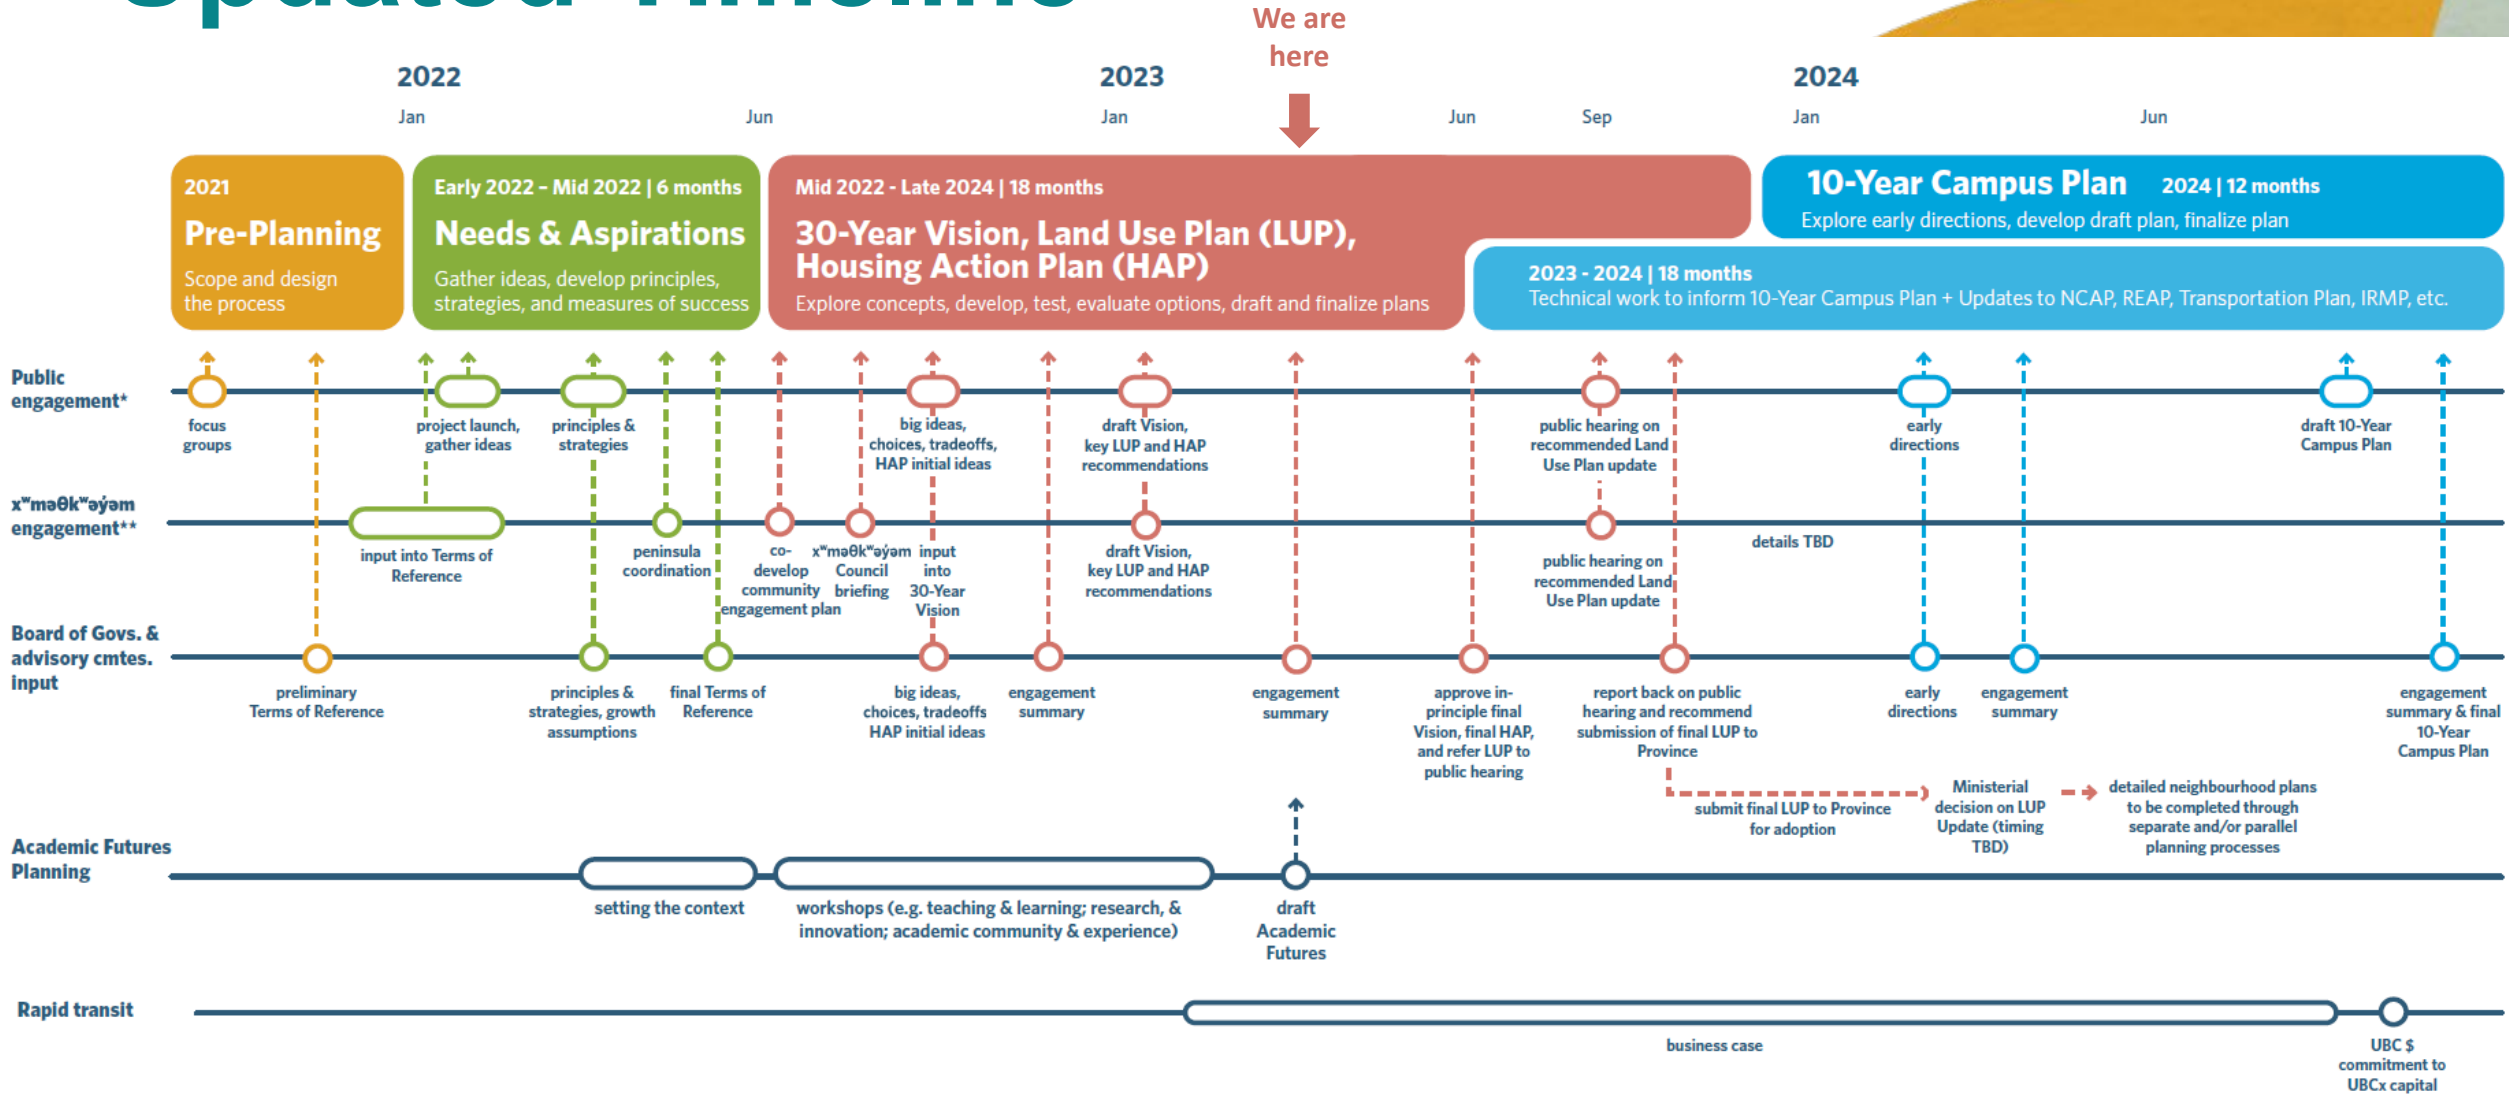 Updated Timeline
We are
here
2022
2023
2024
Jan
Jun
Jan
Jun
Sep
Jan
Jun
2021
Pre-Planning
Scope and design
the process
Early 2022 – Mid 2022 | 6 months
Needs & Aspirations
Gather ideas, develop principles,
strategies, and measures of success
Mid 2022 - Late 2024 | 18 months
30-Year Vision, Land Use Plan (LUP),
Housing Action Plan (HAP)
Explore concepts, develop, test, evaluate options, draft and finalize plans
10-Year Campus Plan
2024 | 12 months
Explore early directions, develop draft plan, finalize plan
2023 - 2024 | 18 months
Technical work to inform 10-Year Campus Plan + Updates to NCAP, REAP, Transportation Plan, IRMP, etc.
Public
engagement*
focus
groups
project launch,
gather ideas
principles &
strategies
big ideas,
choices, tradeoffs,
HAP initial ideas
draft Vision,
key LUP and HAP
recommendations
public hearing on
recommended Land
Use Plan update
early
directions
draft 10-Year
Campus Plan
xʷməθkʷəy̓əm
engagement**
input into Terms of
Reference
peninsula
coordination
co-
develop
community
engagement plan
xʷməθkʷəy̓əm
Council
briefing
input
into
30-Year
Vision
draft Vision,
key LUP and HAP
recommendations
public hearing on
recommended Land
Use Plan update
details TBD
Board of Govs. &
advisory cmtes.
input
preliminary
Terms of Reference
principles &
strategies, growth
assumptions
final Terms of
Reference
big ideas,
choices, tradeoffs
HAP initial ideas
engagement
summary
engagement
summary
approve in-
principle final
Vision, final HAP,
and refer LUP to
public hearing
report back on public
hearing and recommend
submission of final LUP to
Province
early
directions
engagement
summary
engagement
summary & final
10-Year
Campus Plan
submit final LUP to Province
for adoption
Ministerial
decision on LUP
Update (timing
TBD)
detailed neighbourhood plans
to be completed through
separate and/or parallel
planning processes
Academic Futures
Planning
setting the context
workshops (e.g. teaching & learning; research, &
innovation; academic community & experience)
draft
Academic
Futures
Rapid transit
business case
UBC $
commitment to
UBCx capital